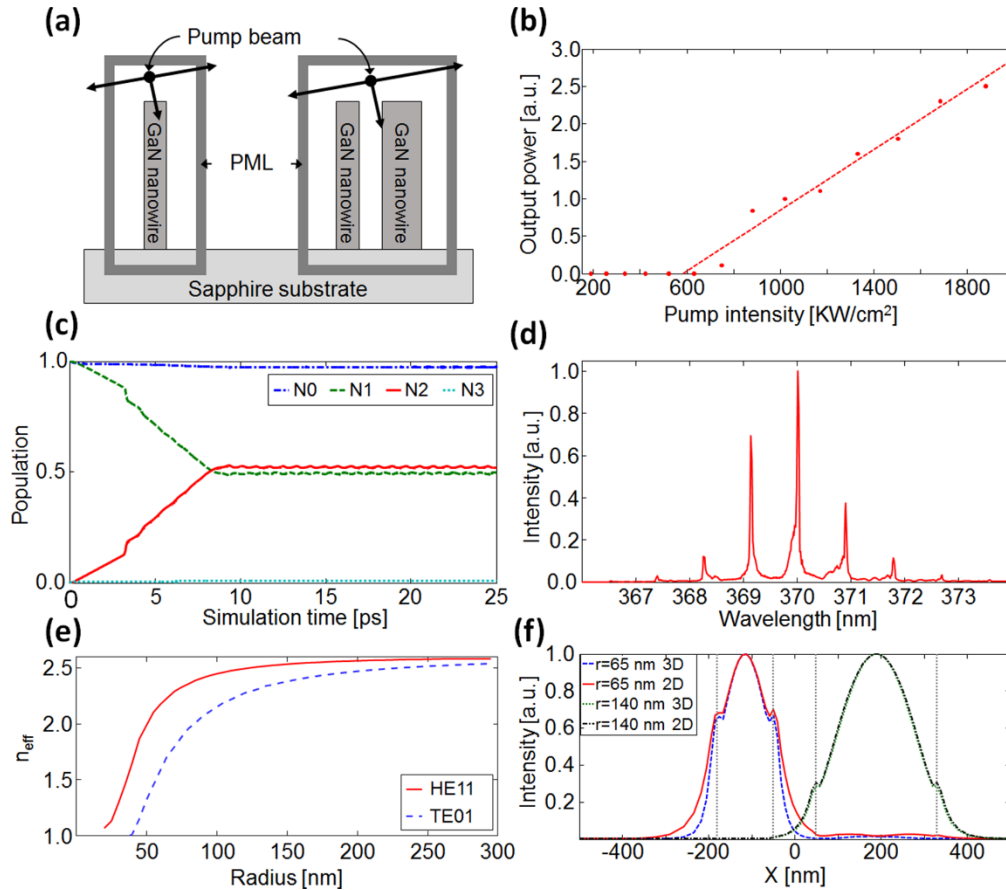 (a)
Pump beam
GaN nanowire
PML
GaN nanowire
GaN nanowire
Sapphire substrate
(b)
Output power [a.u.]
3.0
2.5
2.0
1.5
1.0
0.5
0.0
200 600 1000 1400 1800
Pump intensity [KW/cm²]
(c)
Population
1.0
0.5
0.0
N0 N1 N2 N3
0 5 10 15 20 25
Simulation time [ps]
(d)
Intensity [a.u.]
1.0
0.8
0.6
0.4
0.2
0.0
367 368 369 370 371 372 373
Wavelength [nm]
(e)
neff
2.5
2.0
1.5
1.0
HE11
TE01
50 100 150 200 250 300
Radius [nm]
(f)
Intensity [a.u.]
1.0
0.8
0.6
0.4
0.2
r=65 nm 3D
r=65 nm 2D
r=140 nm 3D
r=140 nm 2D
-400 -200 0 200 400
X [nm]